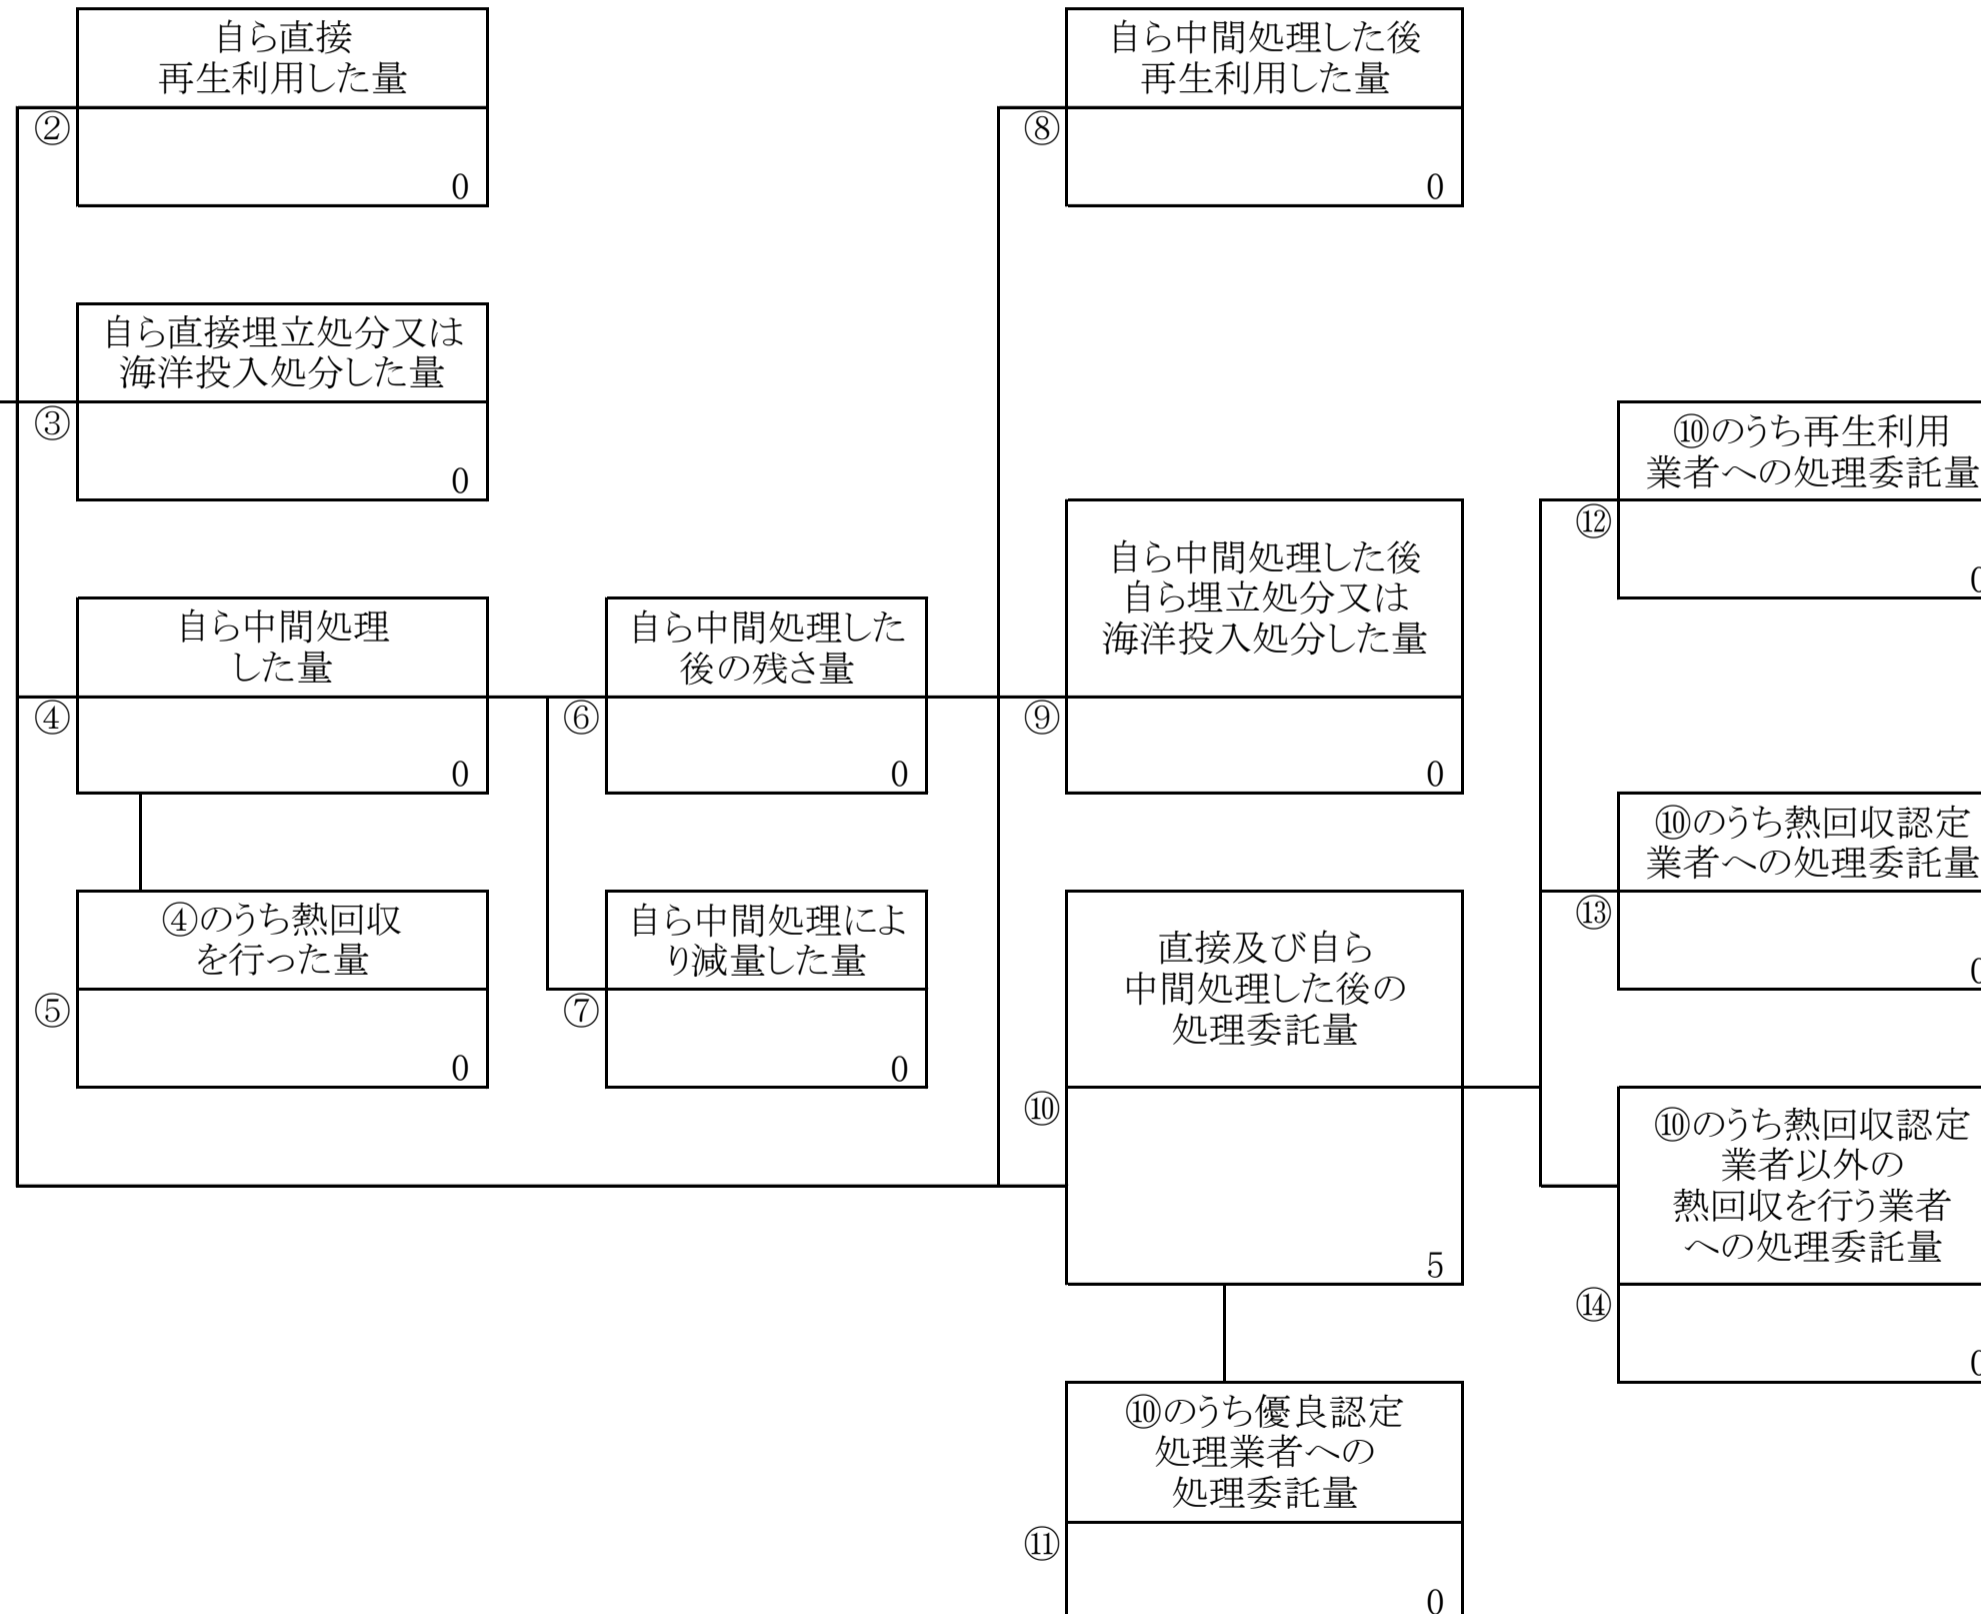 自ら直接
再生利用した量
②
0
自ら中間処理した後
再生利用した量
⑧
0
自ら直接埋立処分又は
海洋投入処分した量
③
0
⑩のうち再生利用
業者への処理委託量
⑫
0
自ら中間処理した後
自ら埋立処分又は
海洋投入処分した量
⑨
0
自ら中間処理
した量
④
0
自ら中間処理した
後の残さ量
⑥
0
⑩のうち熱回収認定
業者への処理委託量
⑬
0
④のうち熱回収
を行った量
⑤
0
自ら中間処理によ
り減量した量
⑦
0
直接及び自ら
中間処理した後の
処理委託量
⑩
5
⑩のうち熱回収認定
業者以外の
熱回収を行う業者
への処理委託量
⑭
0
⑩のうち優良認定
処理業者への
処理委託量
⑪
0